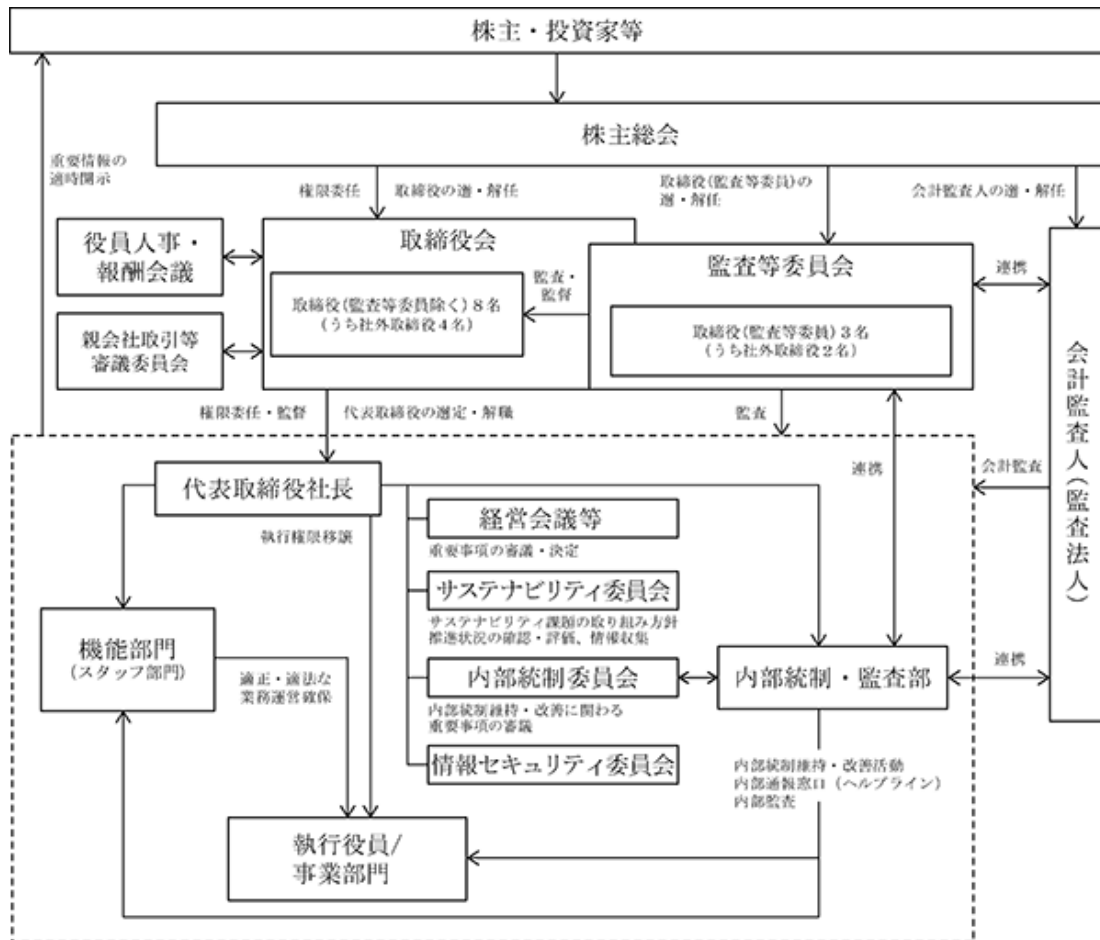 株主・投資家等
株主総会
重要情報の
適時開示
権限委任
取締役の選・解任
取締役(監査等委員)の
選・解任
会計監査人の選・解任
役員人事・
報酬会議
取締役会
監査等委員会
連携
取締役(監査等委員除く)8名
(うち社外取締役4名)
監査・
監督
取締役(監査等委員)3名
(うち社外取締役2名)
親会社取引等
審議委員会
会計監査人(監査法人)
権限委任・監督
代表取締役の選定・解職
監査
連携
会計監査
代表取締役社長
執行権限移譲
経営会議等
重要事項の審議・決定
サステナビリティ委員会
サステナビリティ課題の取り組み方針
推進状況の確認・評価、情報収集
機能部門
(スタッフ部門)
適正・適法な
業務運営確保
内部統制委員会
内部統制維持・改善に関わる
重要事項の審議
内部統制・監査部
連携
情報セキュリティ委員会
内部統制維持・改善活動
内部通報窓口(ヘルプライン)
内部監査
執行役員/
事業部門